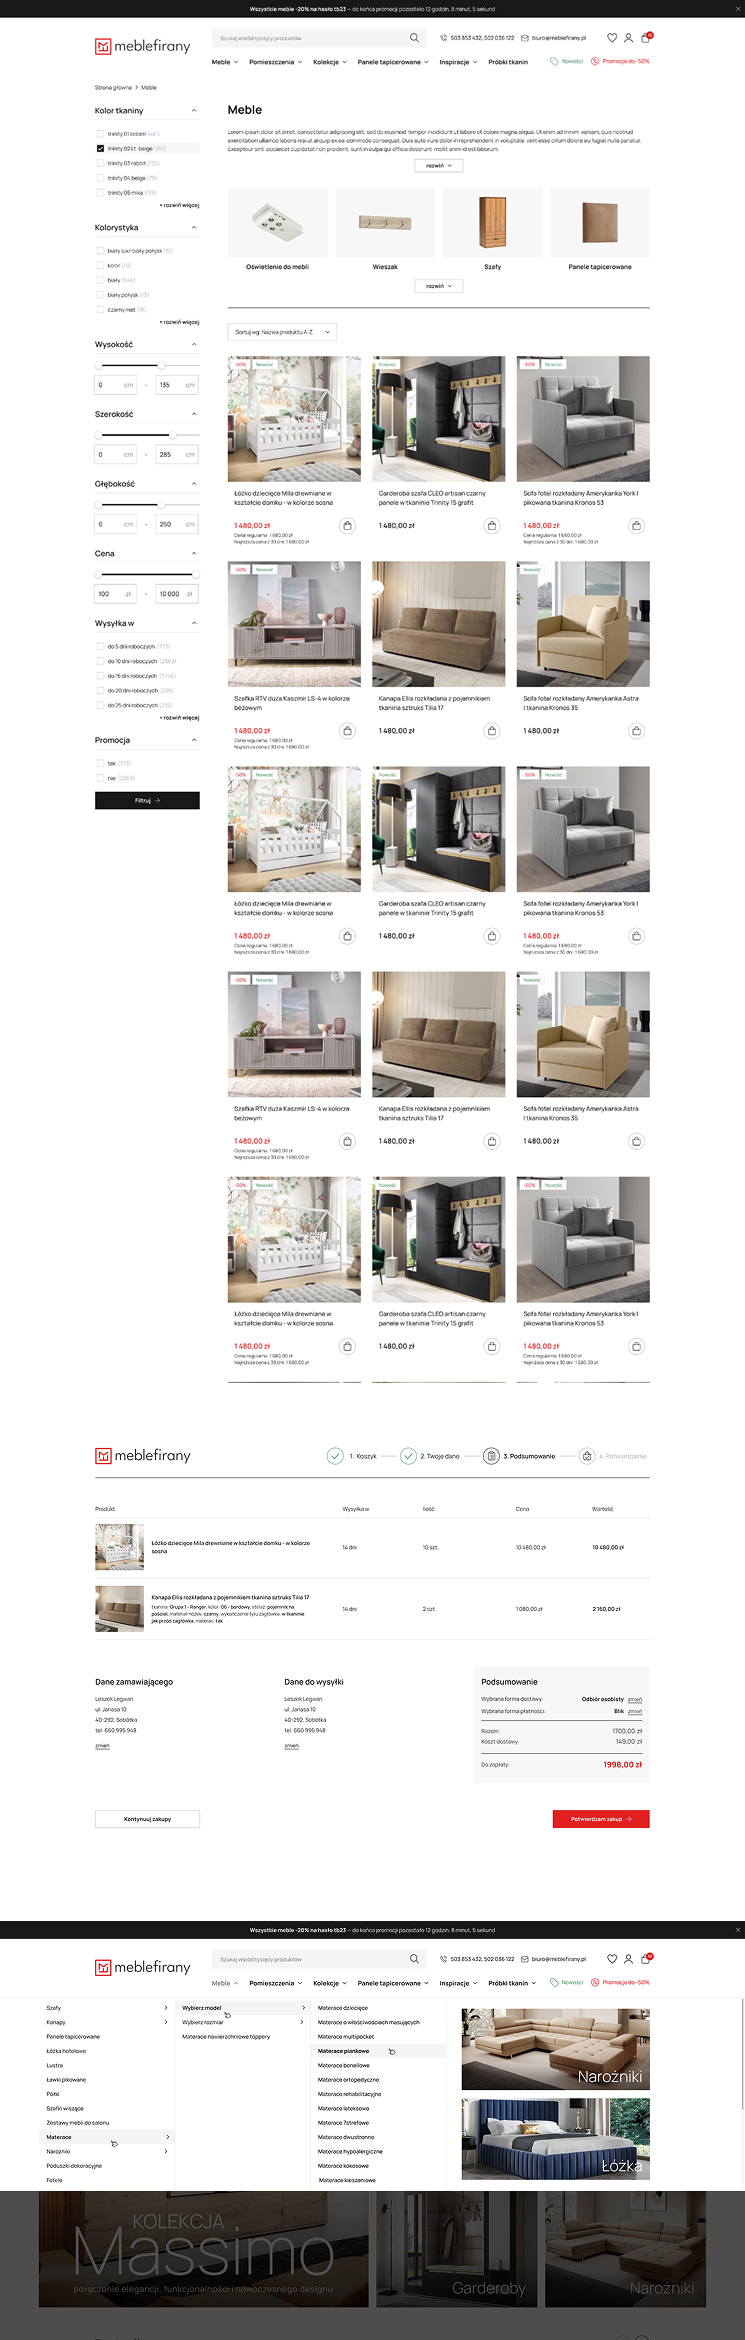 Wszystkie meble -20% na hasło tb23 – do końca promocji pozostało 12 godzin, 8 minut, 5 sekund
meblefirany
Szukaj wśród tysięcy produktów
503 853 432, 502 036 122
biuro@meblefirany.pl
Meble Pomieszczenia Kolekcje Panele tapicerowane Inspiracje Próbki tkanin
Nowości
Promocje do -50%
Strona główna > Meble
Kolor tkaniny
trinity 01 cream
trinity 02 Lt. beige
trinity 03 rabbit
trinity 04 beige
trinity 05 mika
+ rozwiń więcej
Kolorystyka
biały lux/ biały połysk
kolor
biały
biały połysk
czarny mat
+ rozwiń więcej
Wysokość
0 cm - 135 cm
Szerokość
0 cm - 285 cm
Głębokość
0 cm - 250 cm
Cena
100 zł - 10 000 zł
Wysyłka w
do 5 dni roboczych (773)
do 10 dni roboczych (2369)
do 15 dni roboczych
do 20 dni roboczych
do 25 dni roboczych
+ rozwiń więcej
Promocja
tak (773)
nie (2369)
Filtruj
Meble
Lorem ipsum dolor sit amet, consectetur adipiscing elit, sed do eiusmod tempor incididunt ut labore et dolore magna aliqua. Ut enim ad minim veniam, quis nostrud
exercitation ullamco laboris nisi ut aliquip ex ea commodo consequat. Duis aute irure dolor in reprehenderit in voluptate velit esse cillum dolore eu fugiat nulla pariatur.
Excepteur sint occaecat cupidatat non proident, sunt in culpa qui officia deserunt mollit anim id est laborum.
rozwiń
Oświetlenie do mebli
Wieszak
Szafy
Panele tapicerowane
rozwiń
Sortuj wg: Nazwa produktu A-Z
-50% Nowość
Łóżko dziecięce Mila drewniane w
kształcie domku - w kolorze sosna
1 480,00 zł
Cena regularna: 1 680,00 zł
Najniższa cena z 30 dni: 1 680,00 zł
Nowość
Garderoba szafa CLEO artisan czarny
panele w tkaninie Trinity 15 grafit
1 480,00 zł
-50% Nowość
Sofa fotel rozkładany Amerykanka York I
pikowana tkanina Kronos 53
1 480,00 zł
Cena regularna: 1 680,00 zł
Najniższa cena z 30 dni: 1 680,00 zł
-50% Nowość
Szafka RTV duża Kaszmir LS-4 w kolorze
beżowym
1 480,00 zł
Cena regularna: 1 680,00 zł
Najniższa cena z 30 dni: 1 680,00 zł
Kanapa Ellis rozkładana z pojemnikiem
tkanina sztruks Tilia 17
1 480,00 zł
Nowość
Sofa fotel rozkładany Amerykanka Astra
I tkanina Kronos 35
1 480,00 zł
-50% Nowość
Łóżko dziecięce Mila drewniane w
kształcie domku - w kolorze sosna
1 480,00 zł
Cena regularna: 1 680,00 zł
Najniższa cena z 30 dni: 1 680,00 zł
Nowość
Garderoba szafa CLEO artisan czarny
panele w tkaninie Trinity 15 grafit
1 480,00 zł
-50% Nowość
Sofa fotel rozkładany Amerykanka York I
pikowana tkanina Kronos 53
1 480,00 zł
Cena regularna: 1 680,00 zł
Najniższa cena z 30 dni: 1 680,00 zł
-50% Nowość
Szafka RTV duża Kaszmir LS-4 w kolorze
beżowym
1 480,00 zł
Cena regularna: 1 680,00 zł
Najniższa cena z 30 dni: 1 680,00 zł
Kanapa Ellis rozkładana z pojemnikiem
tkanina sztruks Tilia 17
1 480,00 zł
Nowość
Sofa fotel rozkładany Amerykanka Astra
I tkanina Kronos 35
1 480,00 zł
-50% Nowość
Łóżko dziecięce Mila drewniane w
kształcie domku - w kolorze sosna
1 480,00 zł
Cena regularna: 1 680,00 zł
Najniższa cena z 30 dni: 1 680,00 zł
Nowość
Garderoba szafa CLEO artisan czarny
panele w tkaninie Trinity 15 grafit
1 480,00 zł
-50% Nowość
Sofa fotel rozkładany Amerykanka York I
pikowana tkanina Kronos 53
1 480,00 zł
Cena regularna: 1 680,00 zł
Najniższa cena z 30 dni: 1 680,00 zł
meblefirany
1. Koszyk 2. Twoje dane 3. Podsumowanie 4. Potwierdzenie
Produkt Wysyłka w Ilość Cena Wartość
Łóżko dziecięce Mila drewniane w kształcie domku - w kolorze
sosna
14 dni 10 szt. 10 480,00 zł 10 480,00 zł
Kanapa Ellis rozkładana z pojemnikiem tkanina sztruks Tilia 17
tkanina: Grupa 1 - Ranger, kolor: 06 - bordowy, stelaż: pojemnik na
pościel, materiał nóżek: czarny, wykończenie tyłu zagłówka: w tkaninie
jak przód zagłówka, materac: tak
14 dni 2 szt. 1 080,00 zł 2 160,00 zł
Dane zamawiającego
Leszek Legwan
ul. Janasa 10
40-292, Sobótka
tel: 660 995 948
zmień
Dane do wysyłki
Leszek Legwan
ul. Janasa 10
40-292, Sobótka
tel: 660 995 948
zmień
Podsumowanie
Wybrana forma dostawy: Odbiór osobisty zmień
Wybrana forma płatności: Blik zmień
Razem: 1700,00 zł
Koszt dostawy: 149,00 zł
Do zapłaty: 1998,00 zł
Kontynuuj zakupy
Potwierdzam zakup
Wszystkie meble -20% na hasło tb23 – do końca promocji pozostało 12 godzin, 8 minut, 5 sekund
meblefirany
Szukaj wśród tysięcy produktów
503 853 432, 502 036 122
biuro@meblefirany.pl
Meble Pomieszczenia Kolekcje Panele tapicerowane Inspiracje Próbki tkanin
Nowości
Promocje do -50%
Szafy
Kanapy
Panele tapicerowane
Łóżka hotelowe
Lustra
Ławki pikowane
Półki
Szafki wiszące
Zestawy mebli do salonu
Materace
Narożniki
Poduszki dekoracyjne
Fotele
Wybierz model
Wybierz rozmiar
Materace nawierzchniowe toppery
Materace dziecięce
Materace o właściwościach masujących
Materace multipocket
Materace piankowe
Materace bonellowe
Materace ortopedyczne
Materace rehabilitacyjne
Materace lateksowe
Materace 7strefowe
Materace dwustronne
Materace hypoalergiczne
Materace kokosowe
Materace kieszeniowe
Narożniki
Łóżka
KOLEKCJA
Massimo
połączenie elegancji, funkcjonalności i nowoczesnego designu
Garderoby
Narożniki